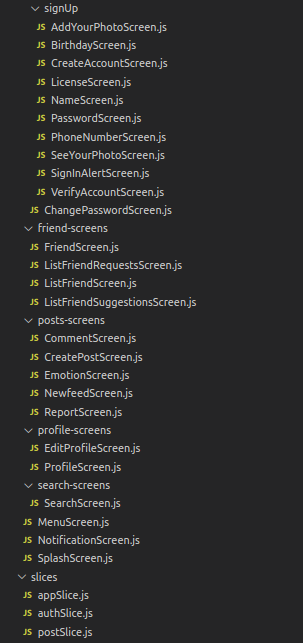 signUp
JS AddYourPhotoScreen.js
JS BirthdayScreen.js
JS CreateAccountScreen.js
JS LicenseScreen.js
JS NameScreen.js
JS PasswordScreen.js
JS PhoneNumberScreen.js
JS SeeYourPhotoScreen.js
JS SignInAlertScreen.js
JS VerifyAccountScreen.js
JS ChangePasswordScreen.js
friend-screens
JS FriendScreen.js
JS ListFriendRequestsScreen.js
JS ListFriendScreen.js
JS ListFriendSuggestionsScreen.js
posts-screens
JS CommentScreen.js
JS CreatePostScreen.js
JS EmotionScreen.js
JS NewfeedScreen.js
JS ReportScreen.js
profile-screens
JS EditProfileScreen.js
JS ProfileScreen.js
search-screens
JS SearchScreen.js
JS MenuScreen.js
JS NotificationScreen.js
JS SplashScreen.js
slices
JS appSlice.js
JS authSlice.js
JS postSlice.js